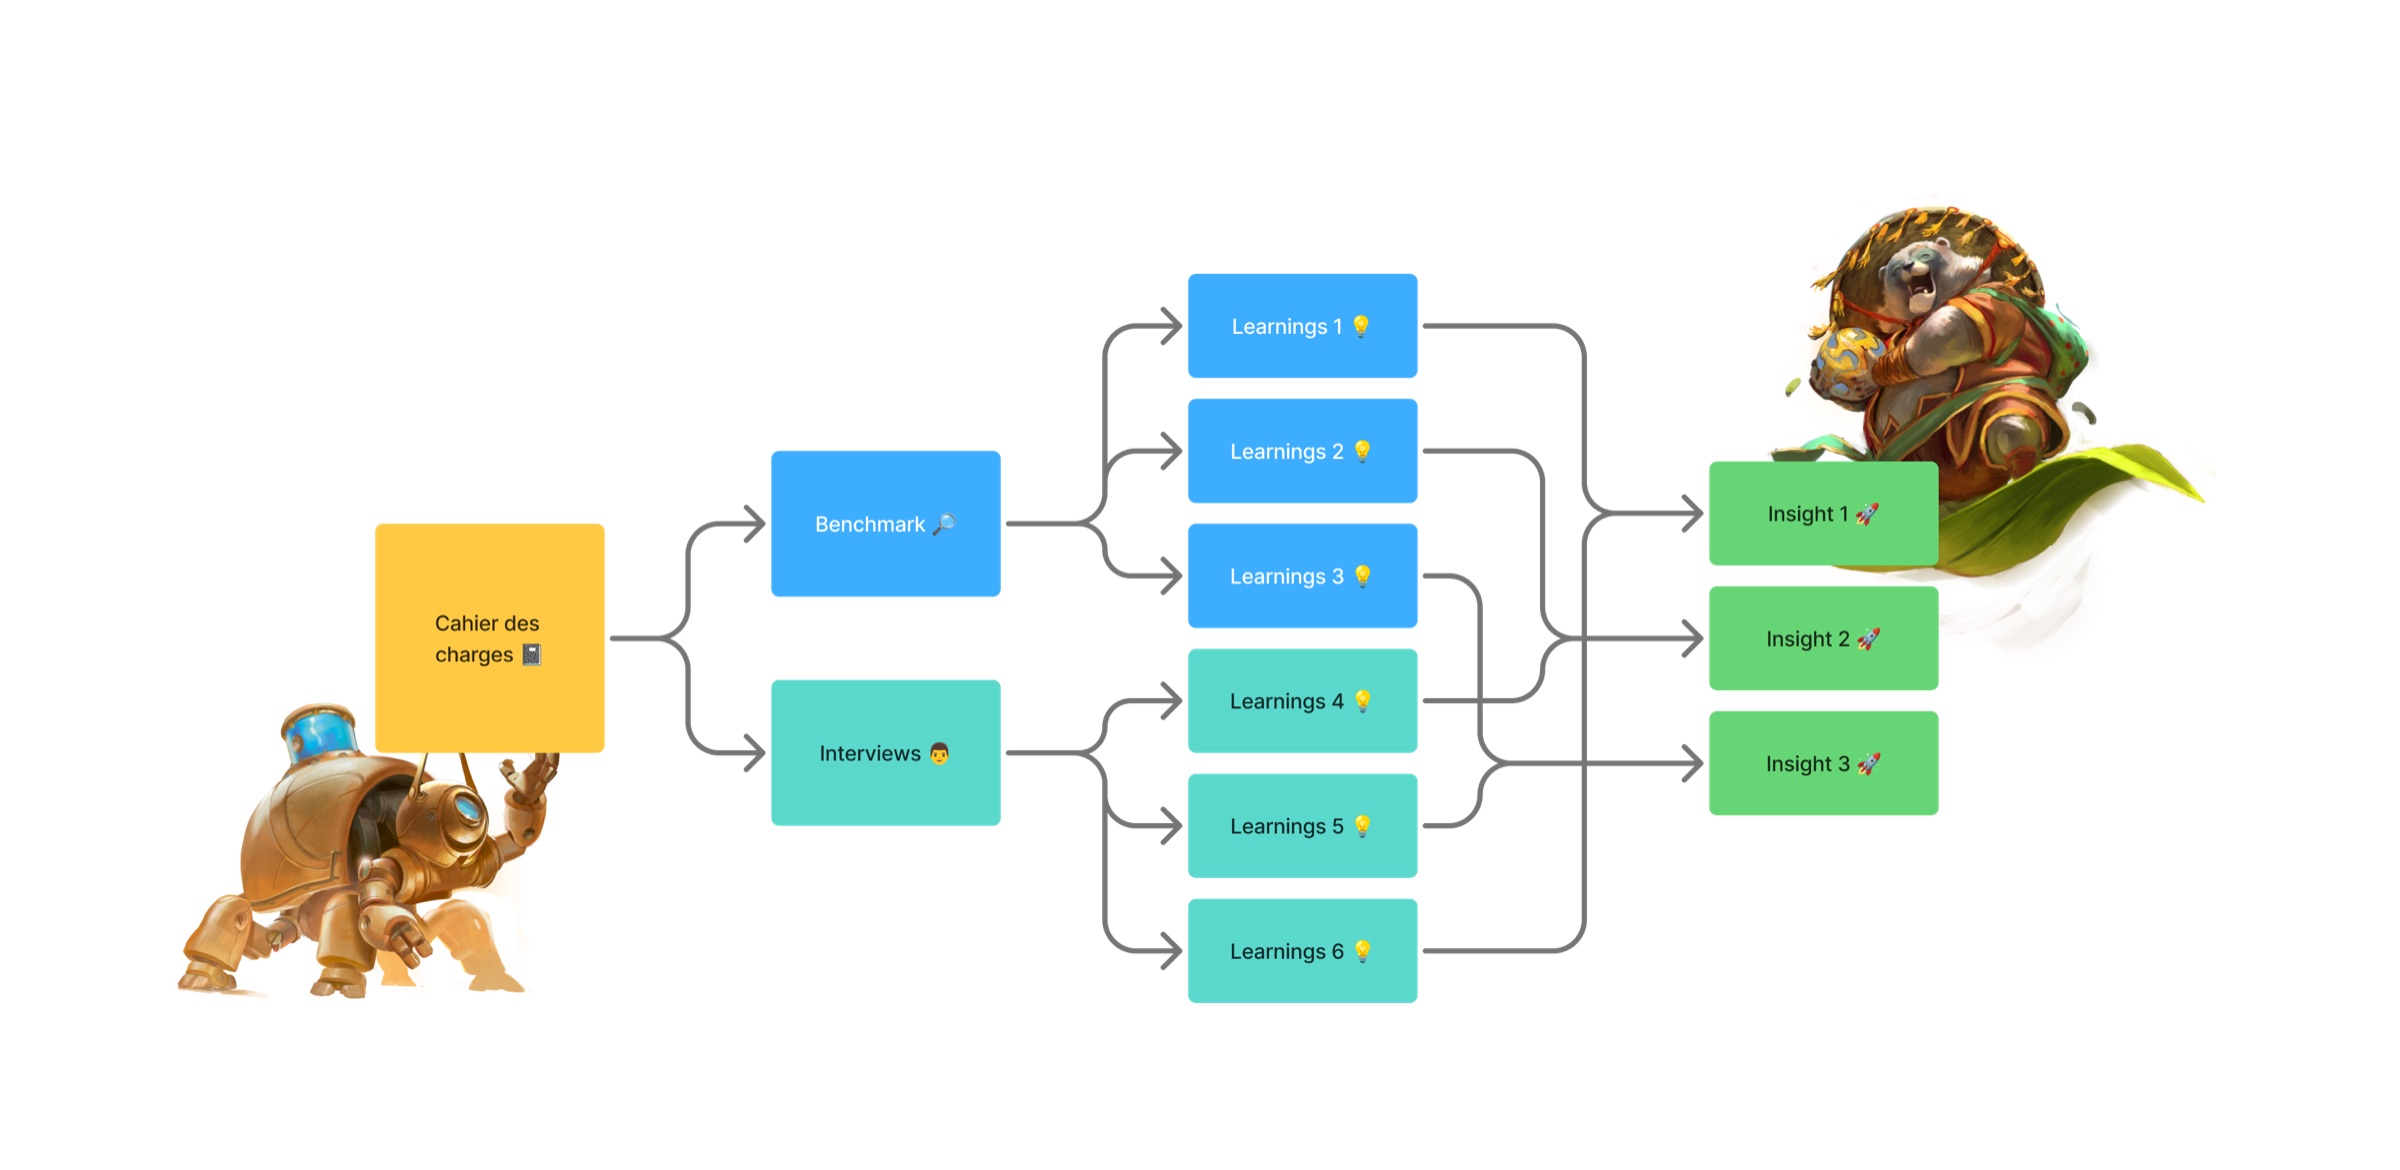 Cahier des
charges 📓
Benchmark 🔎
Interviews 👨
Learnings 1 💡
Learnings 2 💡
Learnings 3 💡
Learnings 4 💡
Learnings 5 💡
Learnings 6 💡
Insight 1 🚀
Insight 2 🚀
Insight 3 🚀